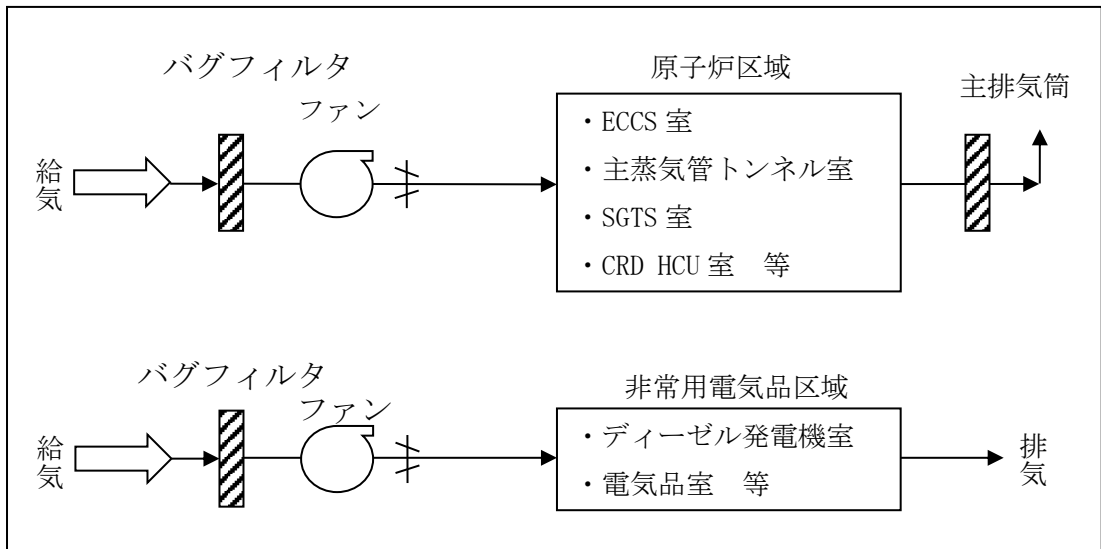 バグフィルタ
ファン
原子炉区域
主排気筒
給気
・ECCS 室
・主蒸気管トンネル室
・SGTS 室
・CRD HCU 室　等
バグフィルタ
ファン
非常用電気品区域
給気
・ディーゼル発電機室
・電気品室　等
排気